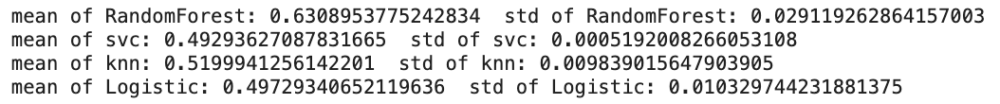 mean of RandomForest: 0.6308953775242834  std of RandomForest: 0.029119262864157003
mean of svc: 0.49293627087831665  std of svc: 0.0005192008266053108
mean of knn: 0.5199941256142201  std of knn: 0.009839015647903905
mean of Logistic: 0.49729340652119636  std of Logistic: 0.010329744231881375